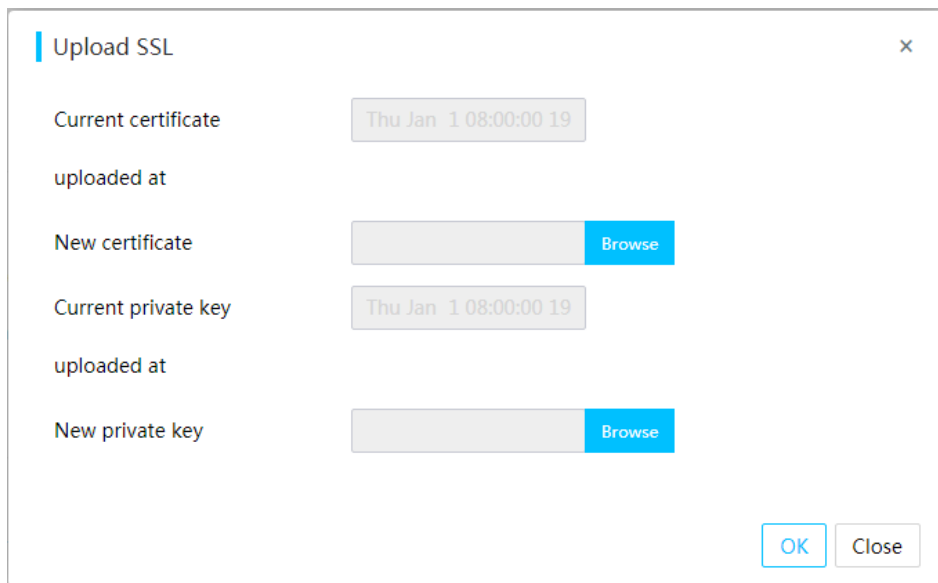 Upload SSL ×
Current certificate Thu Jan 1 08:00:00 19
uploaded at
New certificate Browse
Current private key Thu Jan 1 08:00:00 19
uploaded at
New private key Browse
OK Close